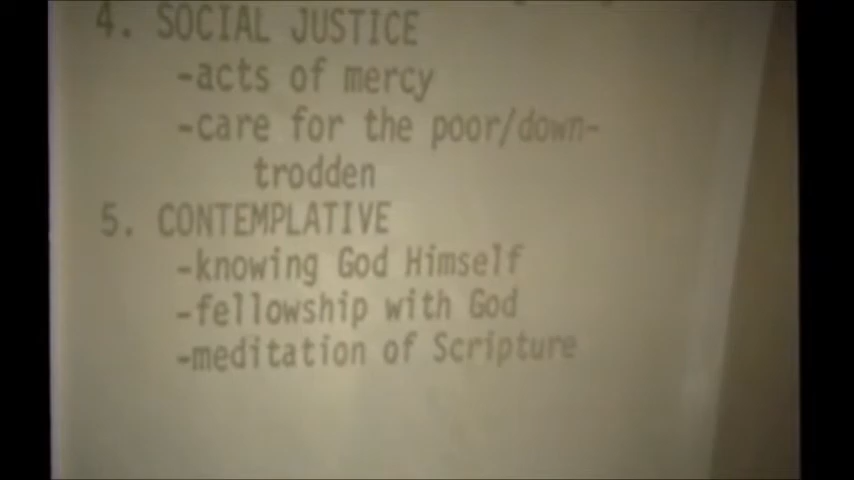 4. SOCIAL JUSTICE
-acts of mercy
-care for the poor/down-
trodden
5. CONTEMPLATIVE
-knowing God Himself
-fellowship with God
-meditation of Scripture